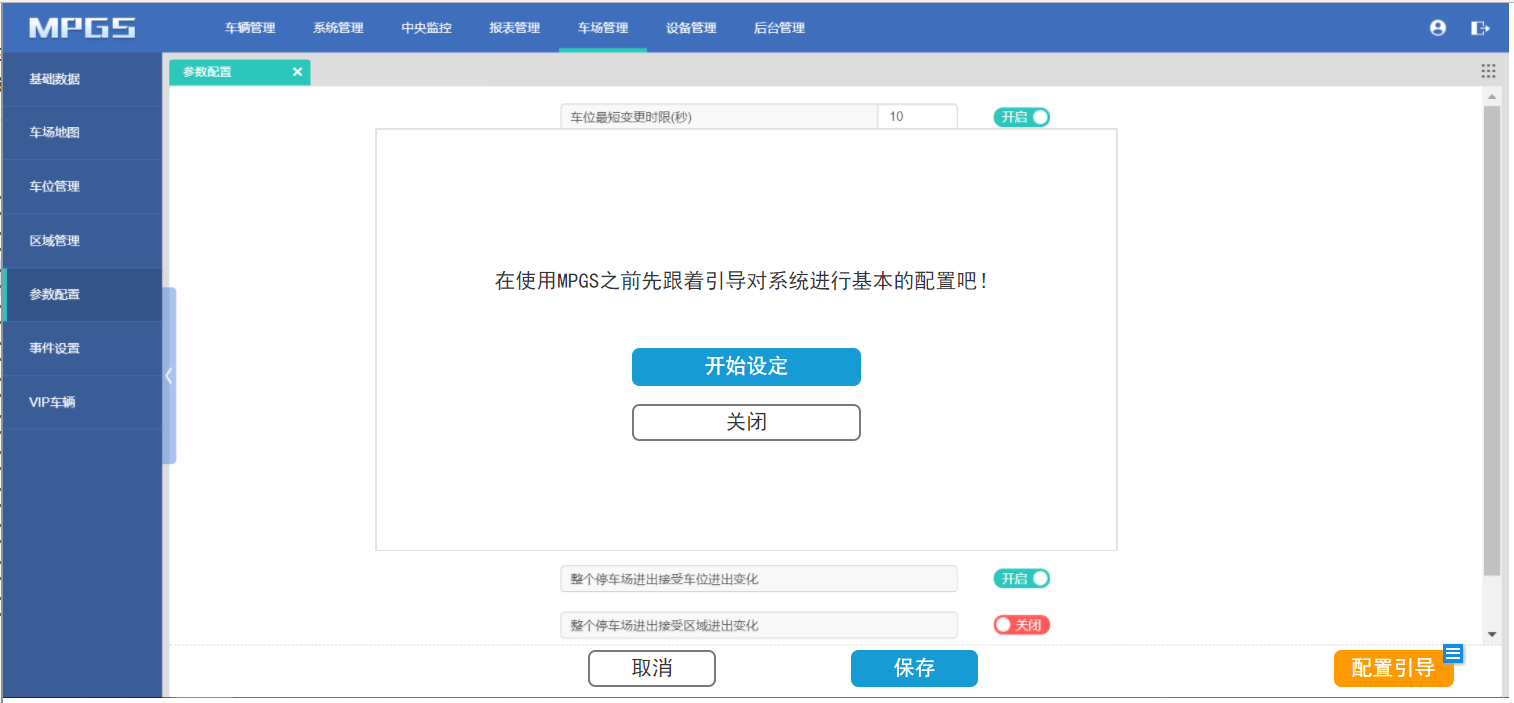 MPGS
车辆管理 系统管理 中央监控 报表管理 车场管理 设备管理 后台管理
基础数据
车场地图
车位管理
区域管理
参数配置
事件设置
VIP车辆
参数配置
车位最短变更时限(秒) 10 开启
在使用MPGS之前先跟着引导对系统进行基本的配置吧!
开始设定
关闭
整个停车场进出接受车位进出变化 开启
整个停车场进出接受区域进出变化 关闭
取消 保存 配置引导